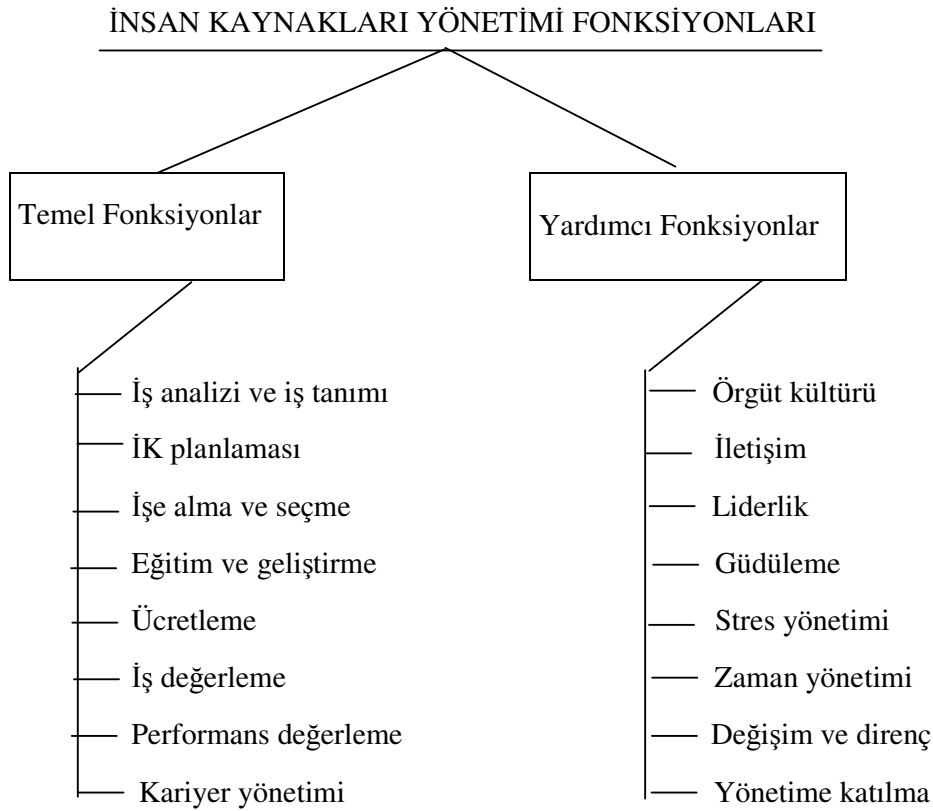 İNSAN KAYNAKLARI YÖNETİMİ FONKSİYONLARI
Temel Fonksiyonlar
İş analizi ve iş tanımı
İK planlaması
İşe alma ve seçme
Eğitim ve geliştirme
Ücretleme
İş değerleme
Performans değerleme
Kariyer yönetimi
Yardımcı Fonksiyonlar
Örgüt kültürü
İletişim
Liderlik
Güdüleme
Stres yönetimi
Zaman yönetimi
Değişim ve direnç
Yönetime katılma